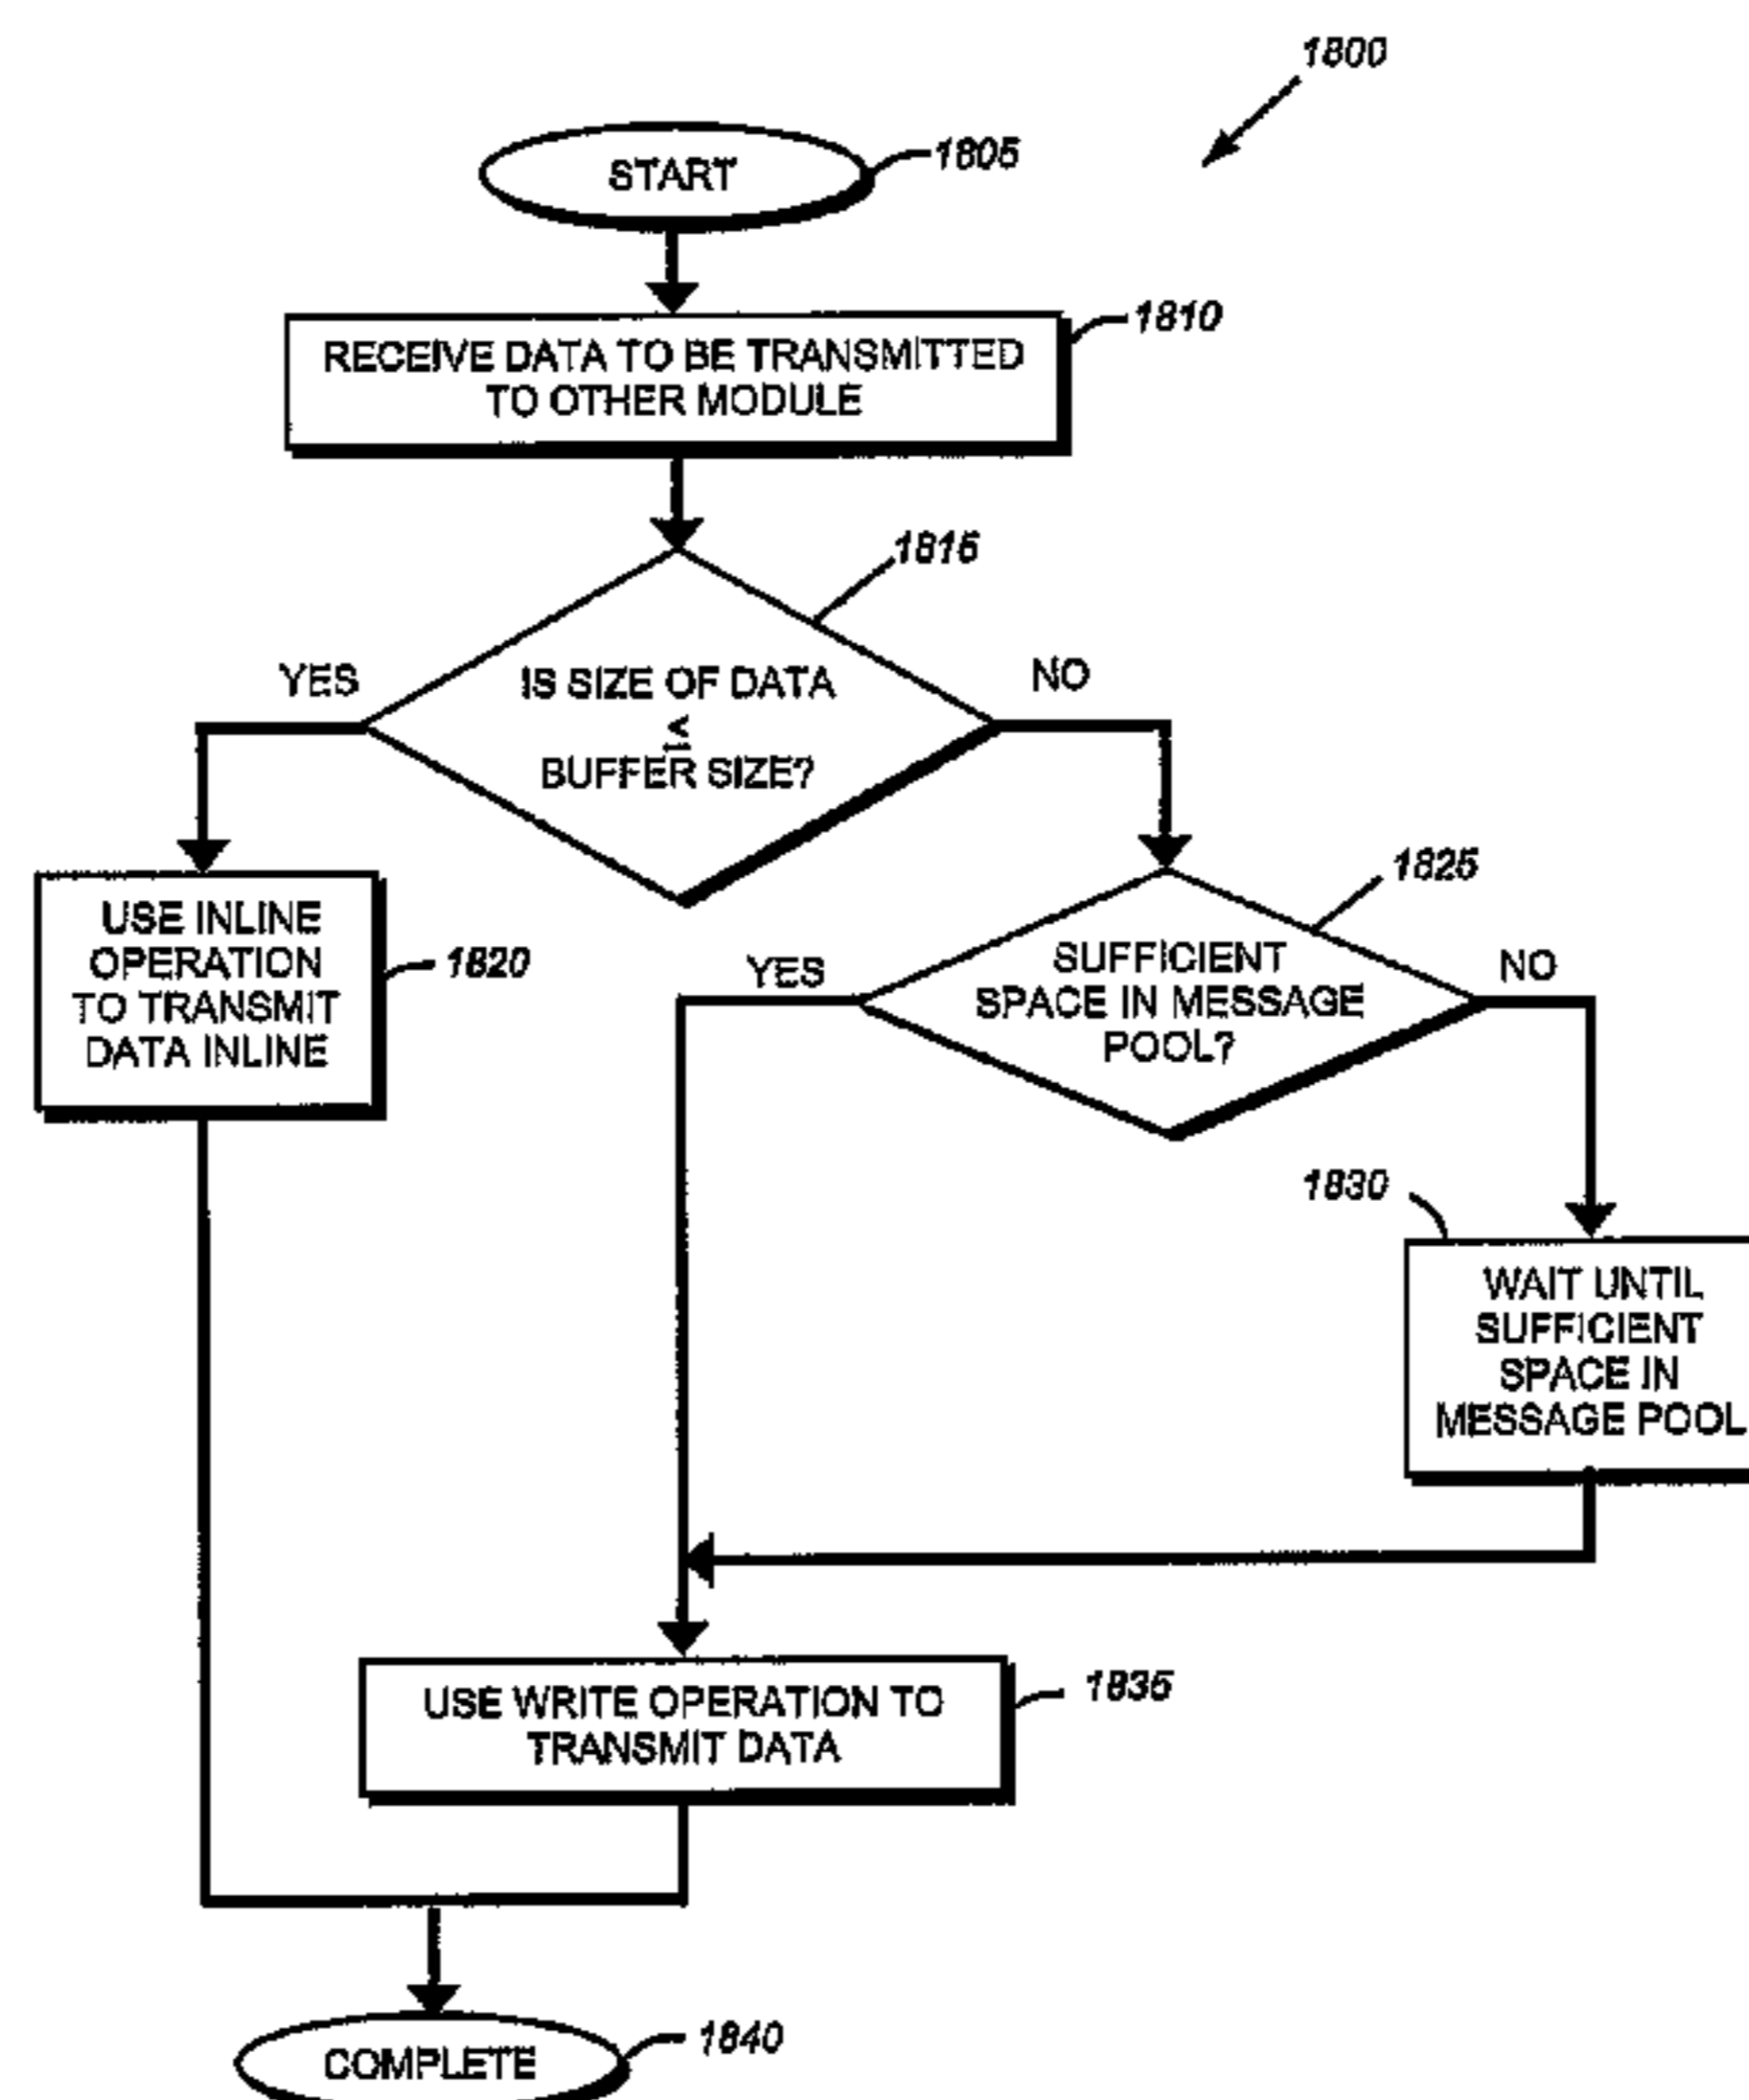 1800
START
1805
RECEIVE DATA TO BE TRANSMITTED
TO OTHER MODULE
1810
1815
IS SIZE OF DATA
≤
BUFFER SIZE?
YES
NO
USE INLINE
OPERATION
TO TRANSMIT
DATA INLINE
1820
1825
SUFFICIENT
SPACE IN MESSAGE
POOL?
YES
NO
1830
WAIT UNTIL
SUFFICIENT
SPACE IN
MESSAGE POOL
USE WRITE OPERATION TO
TRANSMIT DATA
1835
COMPLETE
1840